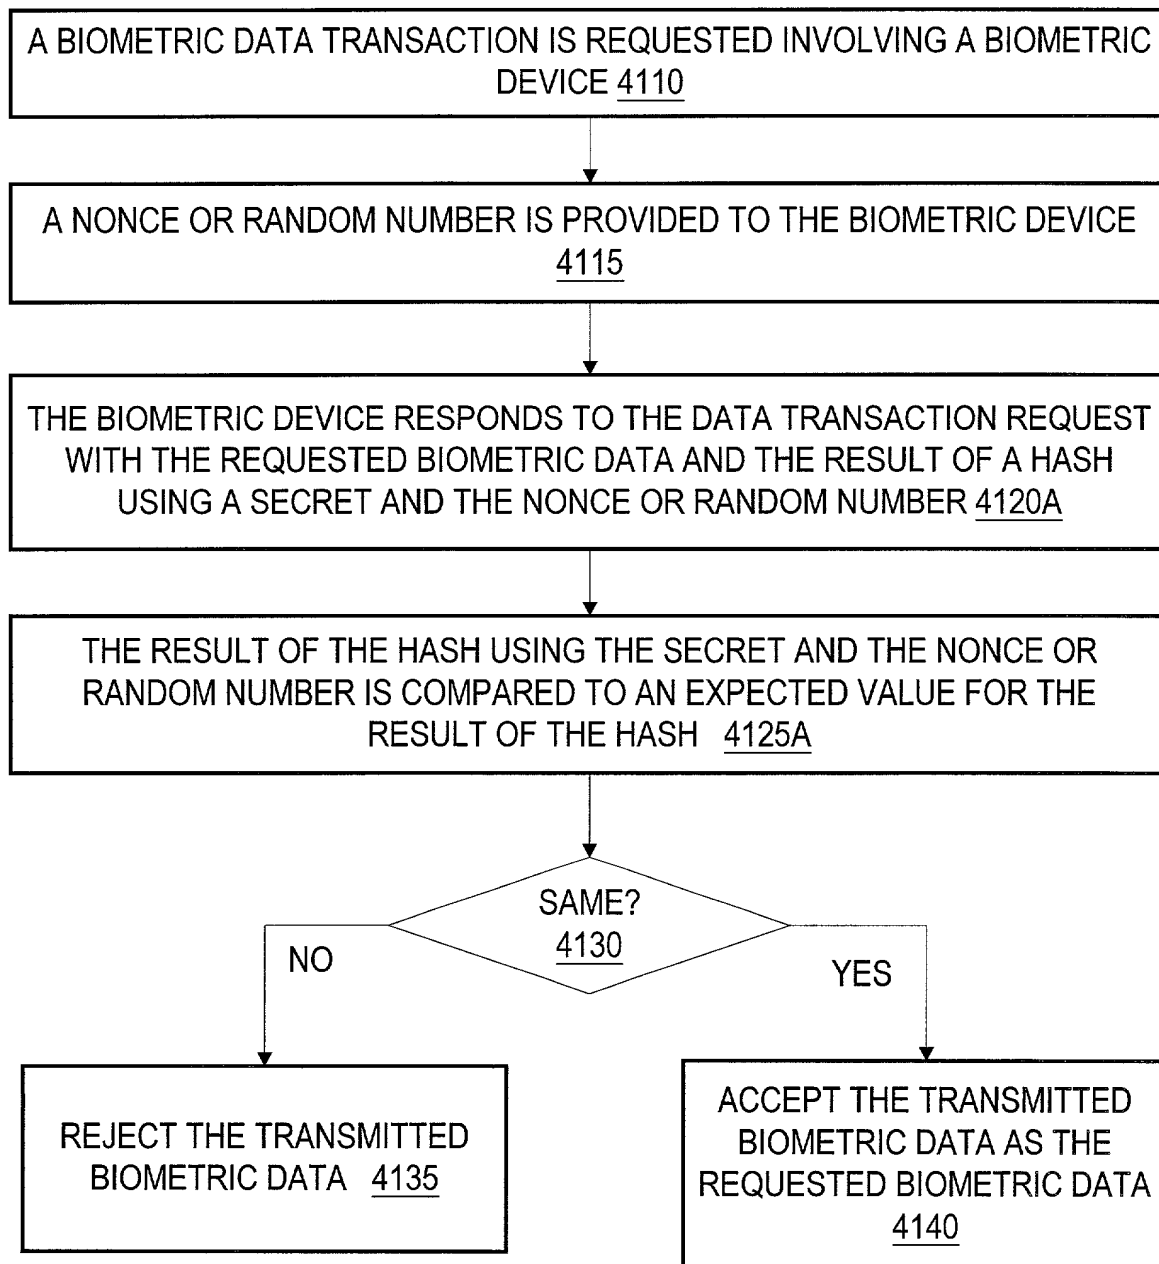 A BIOMETRIC DATA TRANSACTION IS REQUESTED INVOLVING A BIOMETRIC
DEVICE 4110
A NONCE OR RANDOM NUMBER IS PROVIDED TO THE BIOMETRIC DEVICE
4115
THE BIOMETRIC DEVICE RESPONDS TO THE DATA TRANSACTION REQUEST
WITH THE REQUESTED BIOMETRIC DATA AND THE RESULT OF A HASH
USING A SECRET AND THE NONCE OR RANDOM NUMBER 4120A
THE RESULT OF THE HASH USING THE SECRET AND THE NONCE OR
RANDOM NUMBER IS COMPARED TO AN EXPECTED VALUE FOR THE
RESULT OF THE HASH 4125A
SAME?
4130
NO
YES
REJECT THE TRANSMITTED
BIOMETRIC DATA 4135
ACCEPT THE TRANSMITTED
BIOMETRIC DATA AS THE
REQUESTED BIOMETRIC DATA
4140